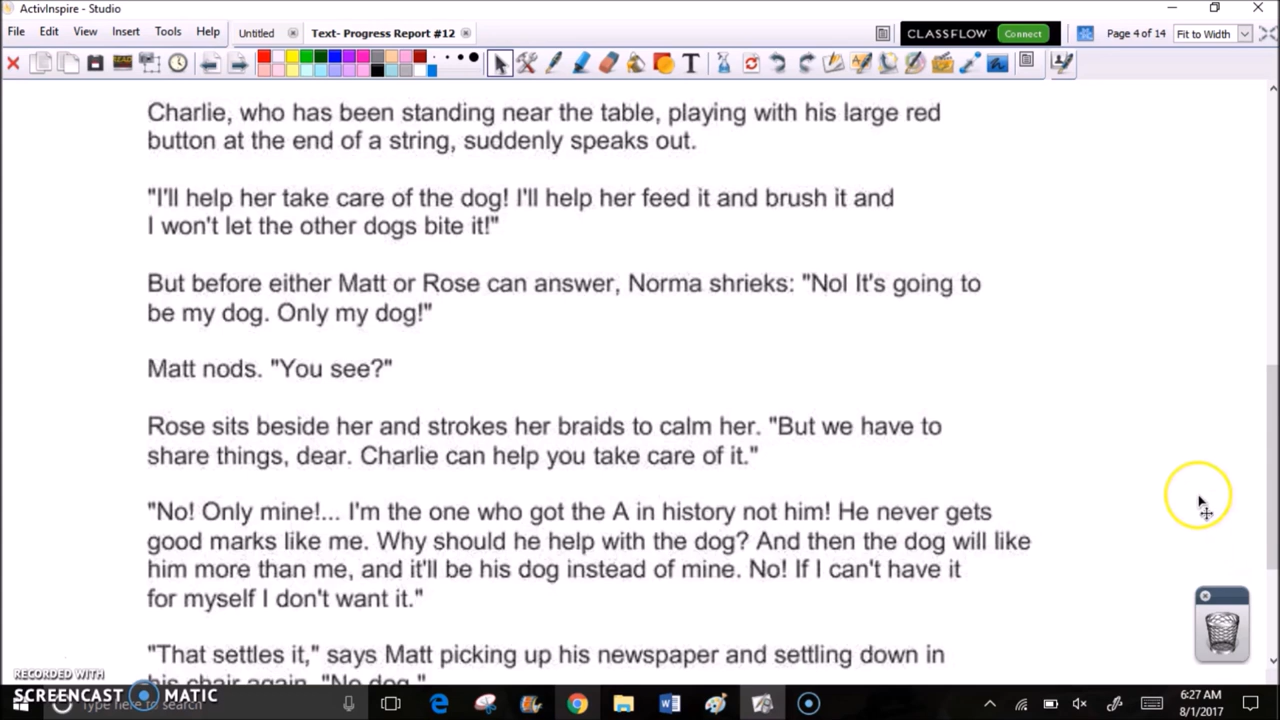 ActivInspire - Studio
File Edit View Insert Tools Help Untitled Text- Progress Report #12 CLASSFLOW Connect Page 4 of 14 Fit to Width
Charlie, who has been standing near the table, playing with his large red
button at the end of a string, suddenly speaks out.
"I'll help her take care of the dog! I'll help her feed it and brush it and
I won't let the other dogs bite it!"
But before either Matt or Rose can answer, Norma shrieks: "Nol It's going to
be my dog. Only my dog!"
Matt nods. "You see?"
Rose sits beside her and strokes her braids to calm her. "But we have to
share things, dear. Charlie can help you take care of it."
"No! Only mine!... I'm the one who got the A in history not him! He never gets
good marks like me. Why should he help with the dog? And then the dog will like
him more than me, and it'll be his dog instead of mine. No! If I can't have it
for myself I don't want it."
"That settles it," says Matt picking up his newspaper and settling down in
his chair again. "No dog."
RECORDED WITH
SCREENCAST MATIC
Type here to search
6:27 AM
8/1/2017